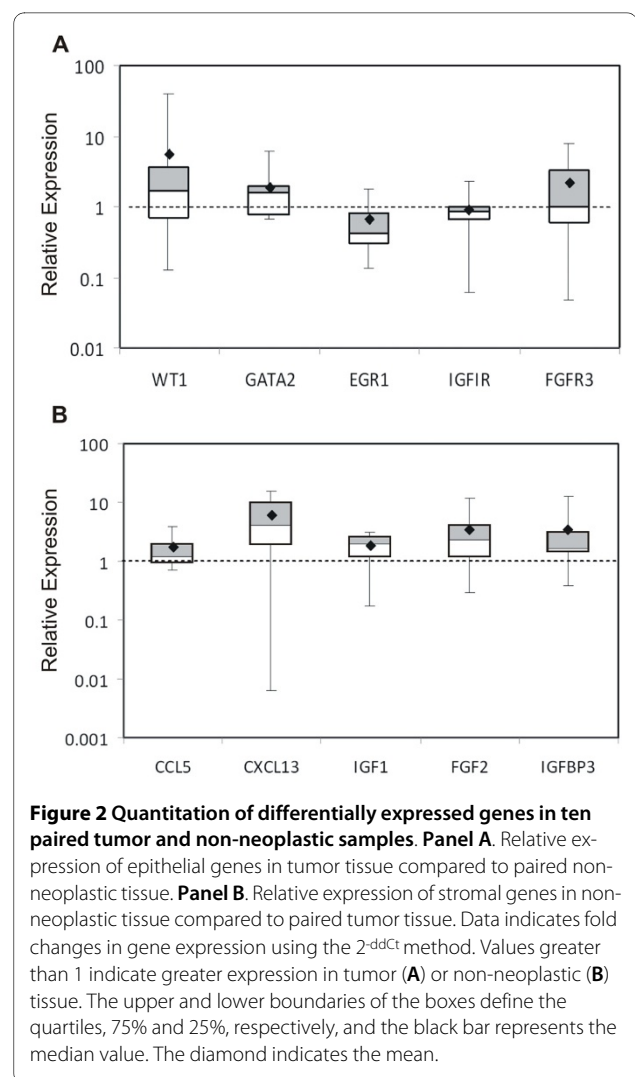 A
Relative Expression
100
10
1
0.1
0.01
WT1 GATA2 EGR1 IGFIR FGFR3
B
Relative Expression
100
10
1
0.1
0.01
0.001
CCL5 CXCL13 IGF1 FGF2 IGFBP3
Figure 2 Quantitation of differentially expressed genes in ten
paired tumor and non-neoplastic samples. Panel A. Relative ex-
pression of epithelial genes in tumor tissue compared to paired non-
neoplastic tissue. Panel B. Relative expression of stromal genes in non-
neoplastic tissue compared to paired tumor tissue. Data indicates fold
changes in gene expression using the 2-ddCt method. Values greater
than 1 indicate greater expression in tumor (A) or non-neoplastic (B)
tissue. The upper and lower boundaries of the boxes define the
quartiles, 75% and 25%, respectively, and the black bar represents the
median value. The diamond indicates the mean.